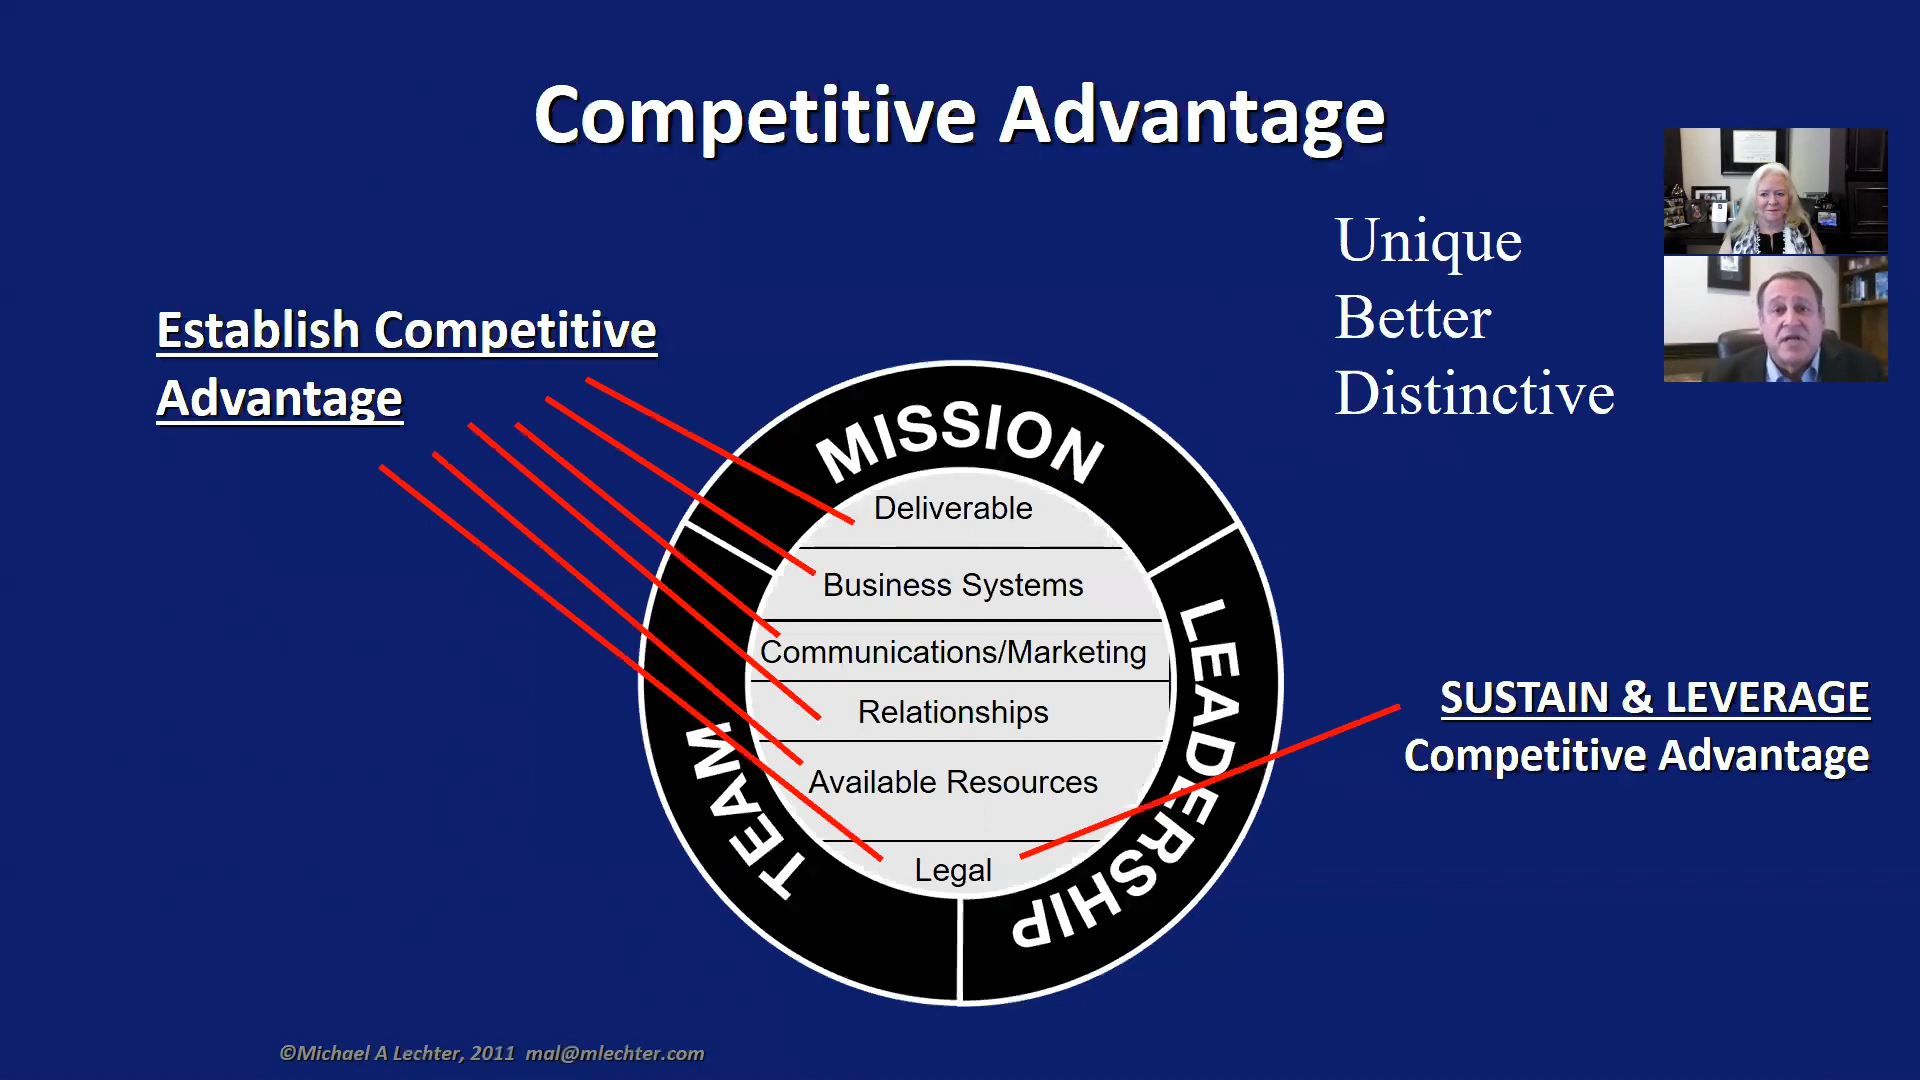 Competitive Advantage
Unique
Better
Distinctive
Establish Competitive
Advantage
MISSION
Deliverable
Business Systems
Communications/Marketing
Relationships
Available Resources
Legal
TEAM
LEADERSHIP
SUSTAIN & LEVERAGE
Competitive Advantage
©Michael A Lechter, 2011 mal@mlechter.com